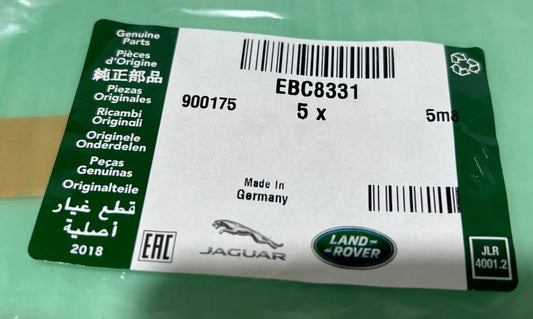 Genuine
Parts
Pièces
d'Origine
純正部品
Piezas
Originales
Ricambi
Originali
Originele
Onderdelen
Peças
Genuínas
Originalteile
قطع غيار
أصلية
2018
EBC8331
900175
5 x
5m8
Made In
Germany
EAC
JAGUAR
LAND-
-ROVER
JLR
4001.2